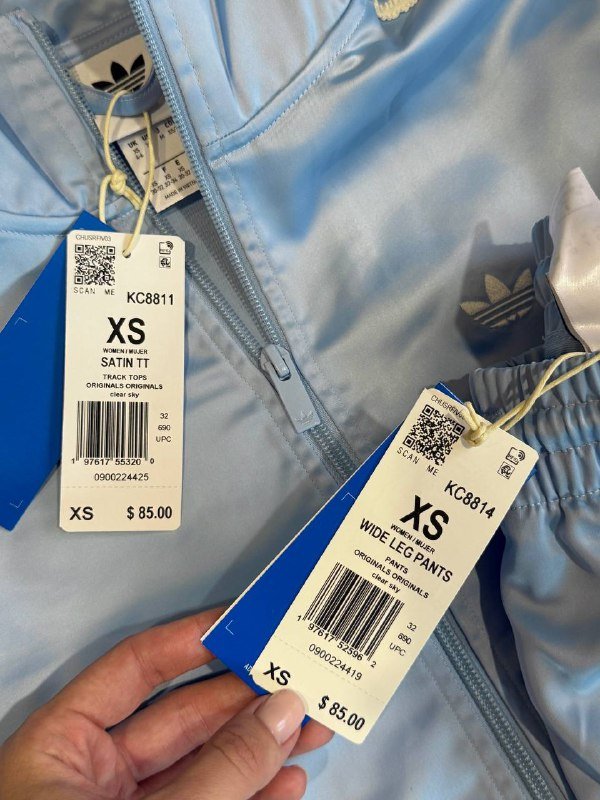 CHUSRFIV03
SCAN ME
KC8811
XS
WOMEN / MUJER
SATIN TT
TRACK TOPS
ORIGINALS ORIGINALS
clear sky
32
690
UPC
1 97617 55320 0
0900224425
XS $ 85.00
SCAN ME
KC8814
XS
WOMEN / MUJER
WIDE LEG PANTS
PANTS
ORIGINALS ORIGINALS
clear sky
32
690
UPC
1 97617 52596 2
0900224419
XS $ 85.00